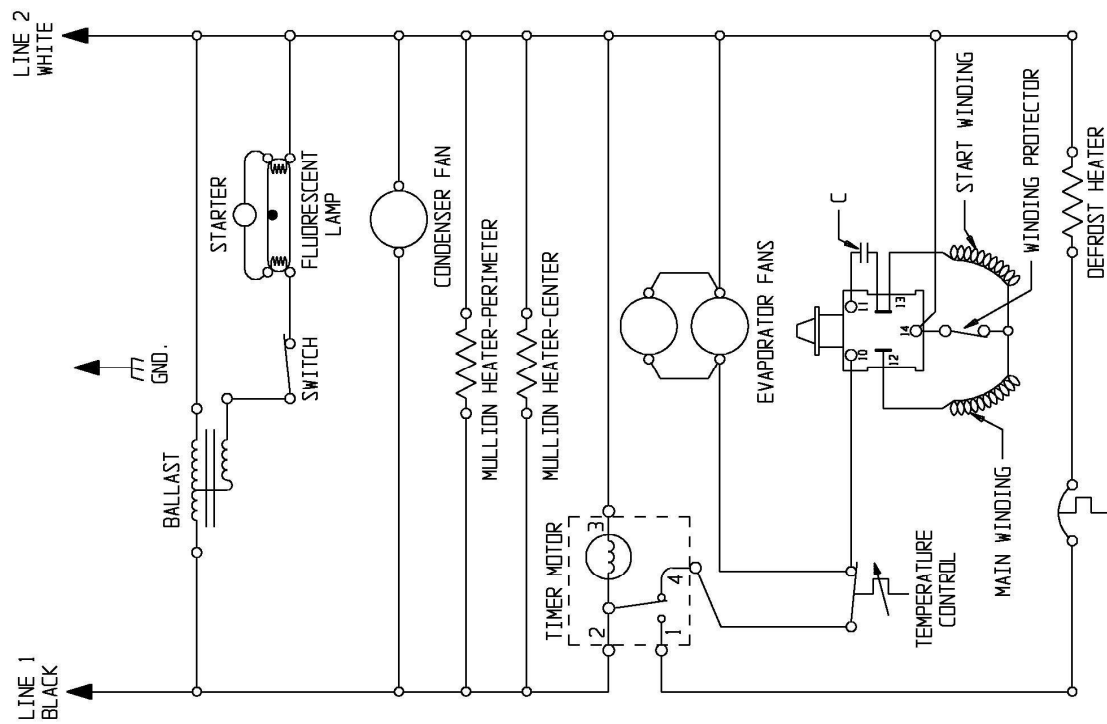 LINE 1
BLACK
LINE 2
WHITE
GND.
BALLAST
SWITCH
STARTER
FLUORESCENT
LAMP
CONDENSER FAN
MULLION HEATER-PERIMETER
MULLION HEATER-CENTER
TIMER MOTOR
2
3
1
4
EVAPORATOR FANS
TEMPERATURE
CONTROL
10
11
12
14
13
C
MAIN WINDING
START WINDING
WINDING PROTECTOR
DEFROST HEATER